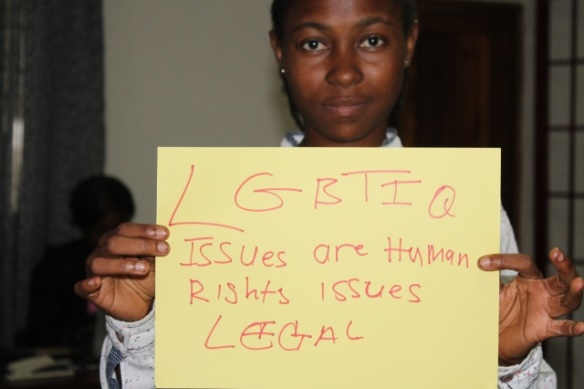 LGBTIQ
Issues are Human
Rights issues
LEGAL